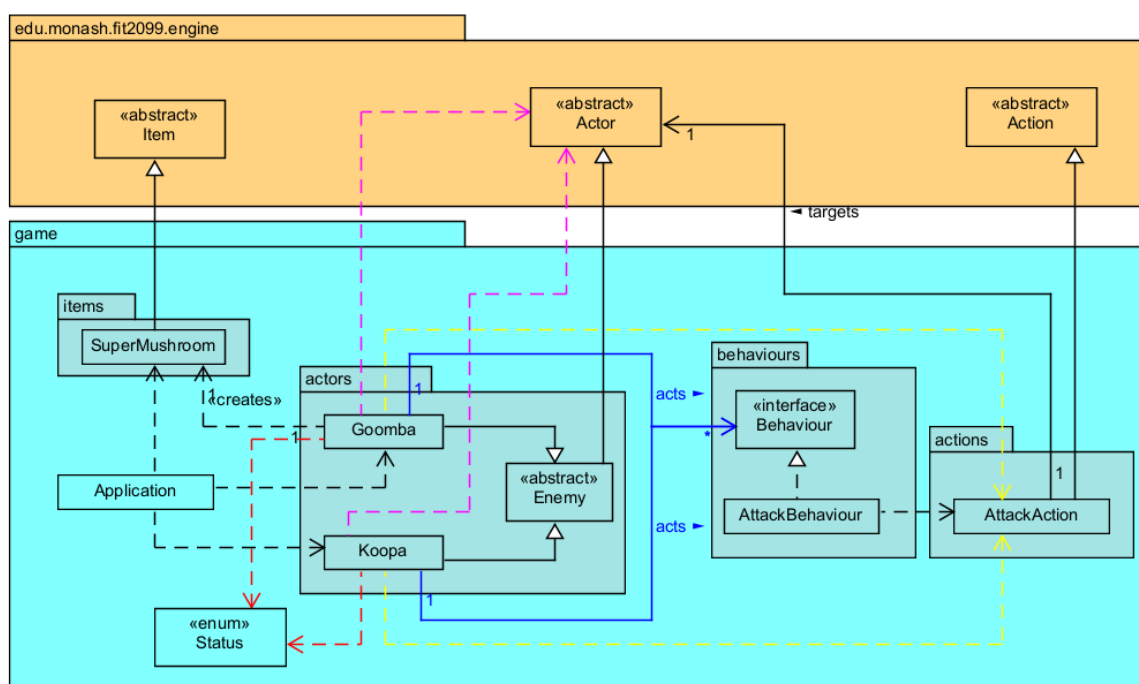 edu.monash.fit2099.engine
«abstract»
Item
«abstract»
Actor
«abstract»
Action
1
◄ targets
game
items
SuperMushroom
1
«creates»
actors
Goomba
1
1
«abstract»
Enemy
Koopa
1
Application
«enum»
Status
acts ►
acts ►
*
behaviours
«interface»
Behaviour
AttackBehaviour
actions
1
AttackAction